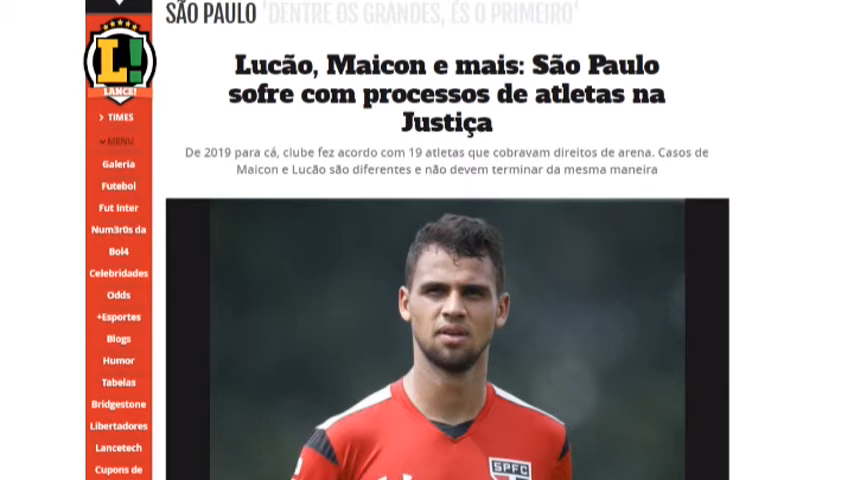 SÃO PAULO 'DENTRE OS GRANDES, ÉS O PRIMEIRO'
L!
LANCE!
TIMES
MENU
Galeria
Futebol
Fut Inter
Núm3r0s da
Bol4
Celebridades
Odds
+Esportes
Blogs
Humor
Tabelas
Bridgestone
Libertadores
Lancetech
Cupons de
Lucão, Maicon e mais: São Paulo
sofre com processos de atletas na
Justiça
De 2019 para cá, clube fez acordo com 19 atletas que cobravam direitos de arena. Casos de
Maicon e Lucão são diferentes e não devem terminar da mesma maneira
SPFC